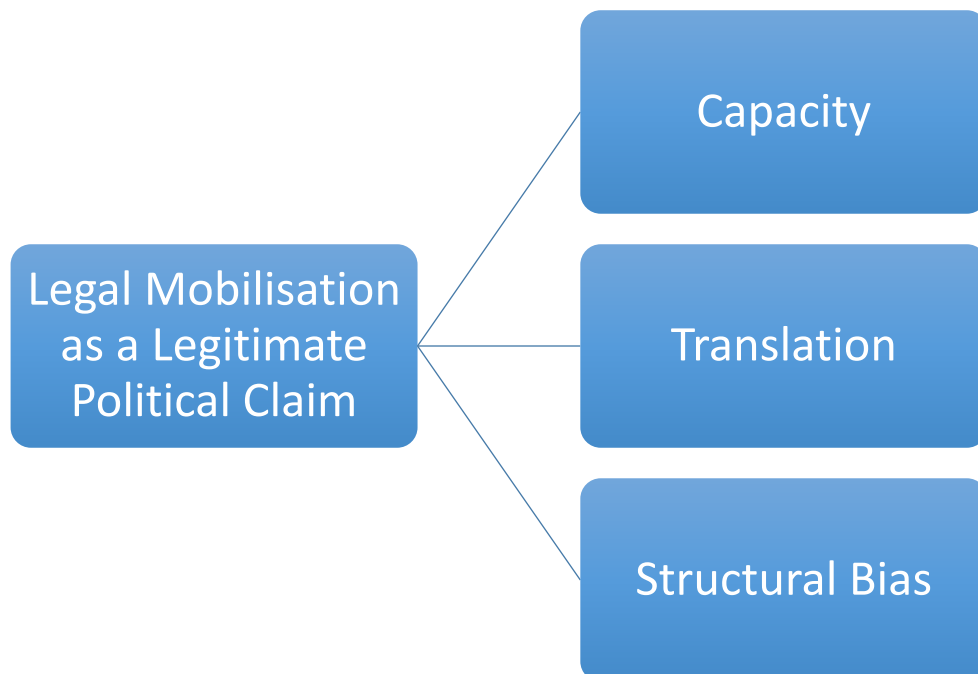 Capacity
Legal Mobilisation
as a Legitimate
Political Claim
Translation
Structural Bias